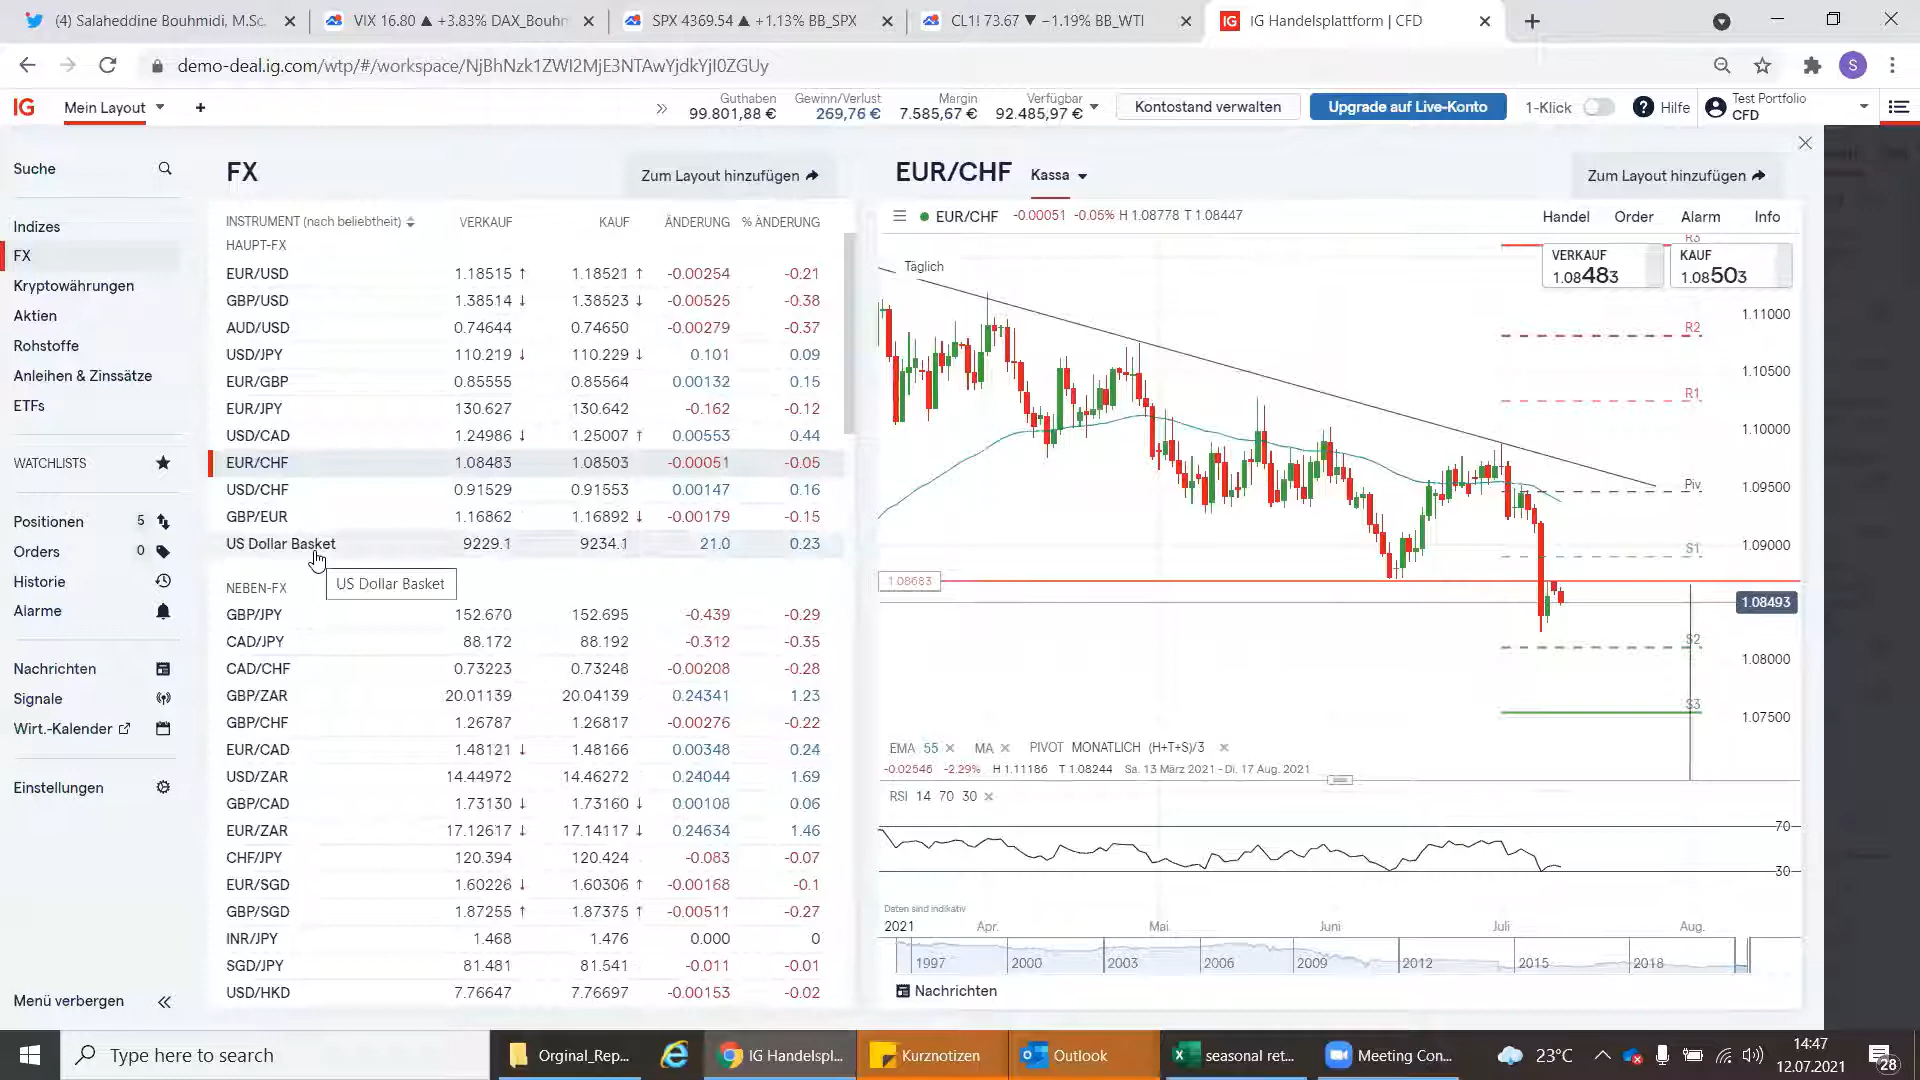 (4) Salaheddine Bouhmidi, M.Sc.
VIX 16.80 ▲ +3.83% DAX_Bouhm
SPX 4369.54 ▲ +1.13% BB_SPX
CL1! 73.67 ▼ −1.19% BB_WTI
IG Handelsplattform | CFD
demo-deal.ig.com/wtp/#/workspace/NjBhNzk1ZWI2MjE3NTAwYjdkYjI0ZGUy
S
IG
Mein Layout
+
Guthaben
99.801,88 €
Gewinn/Verlust
269,76 €
Margin
7.585,67 €
Verfügbar
92.485,97 €
Kontostand verwalten
Upgrade auf Live-Konto
1-Klick
Hilfe
Test Portfolio
CFD
Suche
Indizes
FX
Kryptowährungen
Aktien
Rohstoffe
Anleihen & Zinssätze
ETFs
WATCHLISTS
Positionen 5
Orders 0
Historie
Alarme
Nachrichten
Signale
Wirt.-Kalender
Einstellungen
Menü verbergen
FX
Zum Layout hinzufügen
INSTRUMENT (nach beliebtheit) VERKAUF KAUF ÄNDERUNG % ÄNDERUNG
HAUPT-FX
EUR/USD 1.18515 ↑ 1.18521 ↑ -0.00254 -0.21
GBP/USD 1.38514 ↓ 1.38523 ↓ -0.00525 -0.38
AUD/USD 0.74644 0.74650 -0.00279 -0.37
USD/JPY 110.219 ↓ 110.229 ↓ 0.101 0.09
EUR/GBP 0.85555 0.85564 0.00132 0.15
EUR/JPY 130.627 130.642 -0.162 -0.12
USD/CAD 1.24986 ↓ 1.25007 ↑ 0.00553 0.44
EUR/CHF 1.08483 1.08503 -0.00051 -0.05
USD/CHF 0.91529 0.91553 0.00147 0.16
GBP/EUR 1.16862 1.16892 ↓ -0.00179 -0.15
US Dollar Basket 9229.1 9234.1 21.0 0.23
US Dollar Basket
NEBEN-FX
GBP/JPY 152.670 152.695 -0.439 -0.29
CAD/JPY 88.172 88.192 -0.312 -0.35
CAD/CHF 0.73223 0.73248 -0.00208 -0.28
GBP/ZAR 20.01139 20.04139 0.24341 1.23
GBP/CHF 1.26787 1.26817 -0.00276 -0.22
EUR/CAD 1.48121 ↓ 1.48166 0.00348 0.24
USD/ZAR 14.44972 14.46272 0.24044 1.69
GBP/CAD 1.73130 ↓ 1.73160 ↓ 0.00108 0.06
EUR/ZAR 17.12617 ↓ 17.14117 ↓ 0.24634 1.46
CHF/JPY 120.394 120.424 -0.083 -0.07
EUR/SGD 1.60226 ↓ 1.60306 ↑ -0.00168 -0.1
GBP/SGD 1.87255 ↑ 1.87375 ↑ -0.00511 -0.27
INR/JPY 1.468 1.476 0.000 0
SGD/JPY 81.481 81.541 -0.011 -0.01
USD/HKD 7.76647 7.76697 -0.00153 -0.02
EUR/CHF Kassa
Zum Layout hinzufügen
EUR/CHF -0.00051 -0.05% H 1.08778 T 1.08447
Handel Order Alarm Info
Täglich
R3
VERKAUF
1.08483
KAUF
1.08503
1.11000
R2
1.10500
R1
1.10000
Piv
1.09500
S1
1.09000
1.08683
1.08493
S2
1.08000
S3
1.07500
EMA 55 × MA × PIVOT MONATLICH (H+T+S)/3 ×
-0.02546 -2.29% H 1.11186 T 1.08244 Sa. 13 März 2021 - Di. 17 Aug. 2021
RSI 14 70 30 ×
70
30
Daten sind indikativ
2021 Apr. Mai Juni Juli Aug.
1997 2000 2003 2006 2009 2012 2015 2018
Nachrichten
Type here to search
Orginal_Rep...
IG Handelspl...
Kurznotizen
Outlook
seasonal ret...
Meeting Con...
23°C
14:47
12.07.2021
28